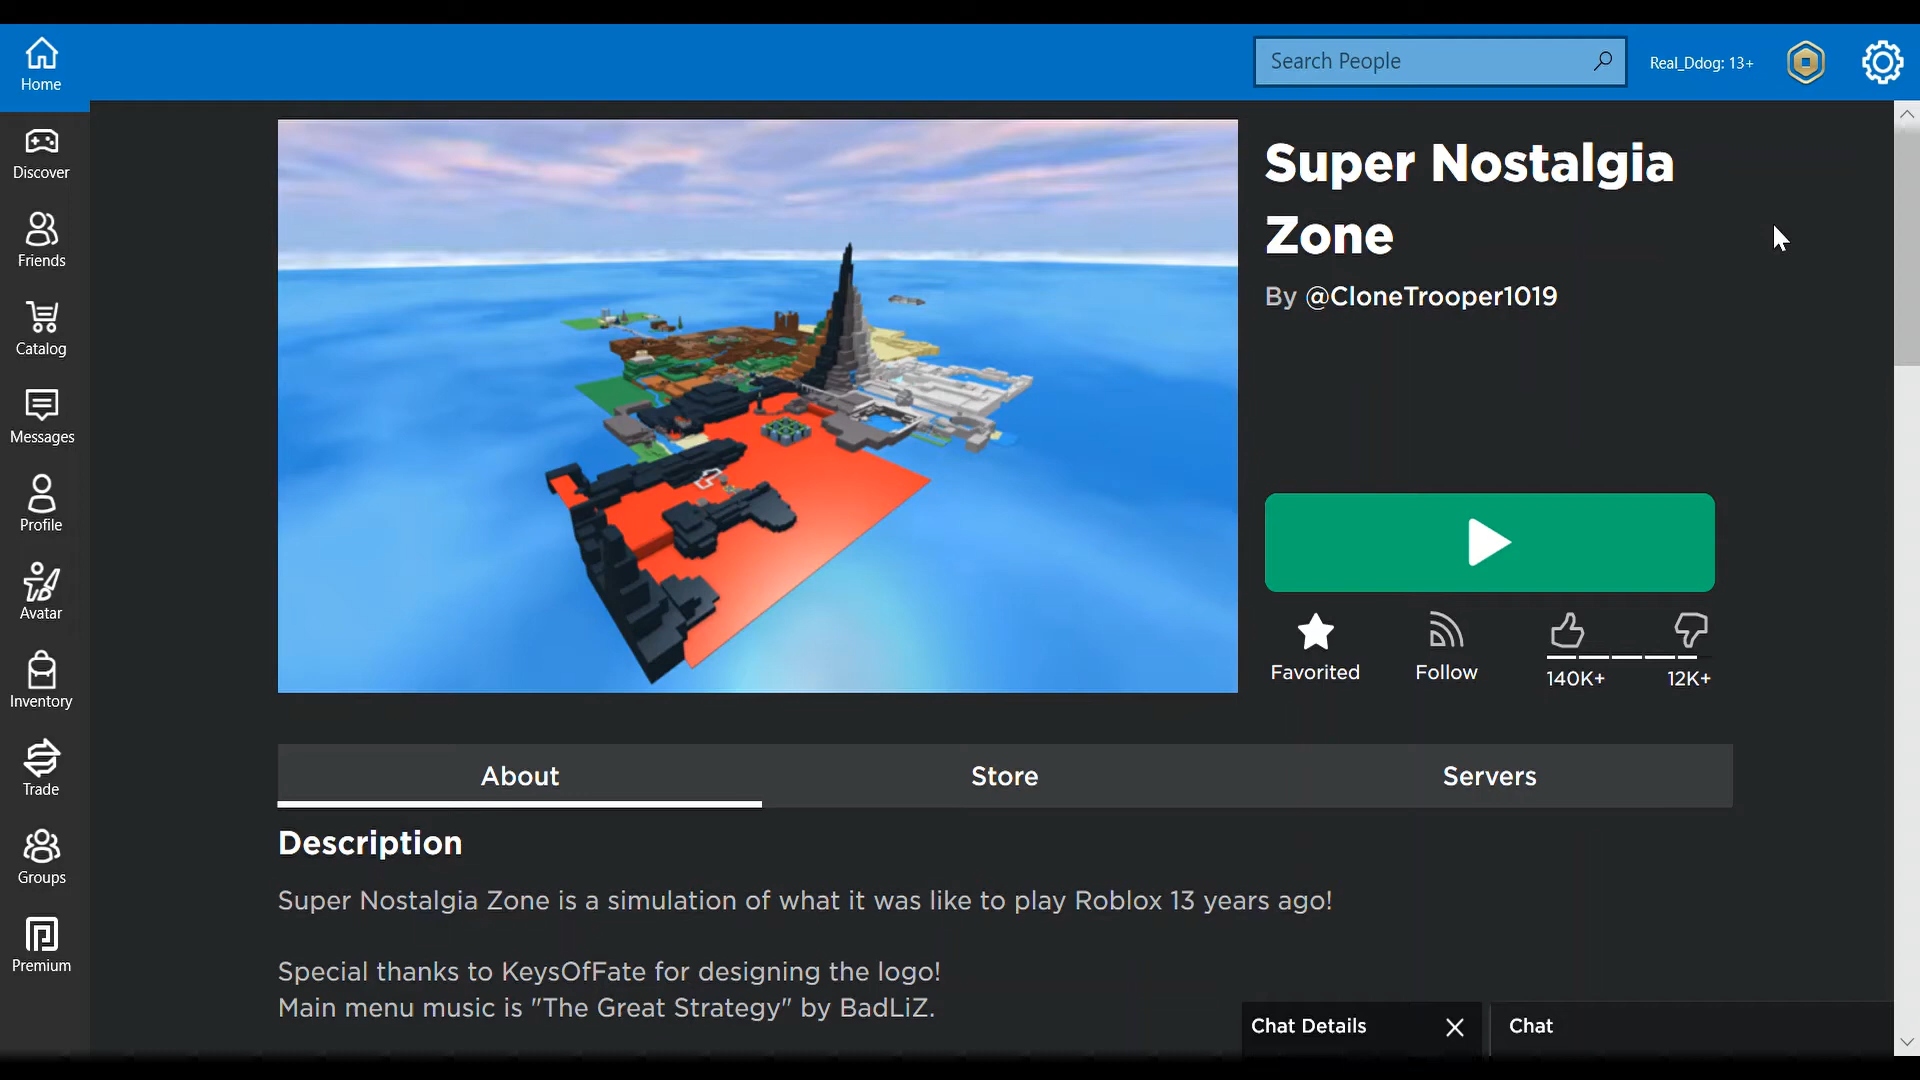 Home
Search People
Real_Ddog: 13+
Discover
Friends
Catalog
Messages
Profile
Avatar
Inventory
Trade
Groups
Premium
Super Nostalgia
Zone
By @CloneTrooper1019
Favorited
Follow
140K+
12K+
About
Store
Servers
Description
Super Nostalgia Zone is a simulation of what it was like to play Roblox 13 years ago!
Special thanks to KeysOfFate for designing the logo!
Main menu music is "The Great Strategy" by BadLiZ.
Chat Details
Chat